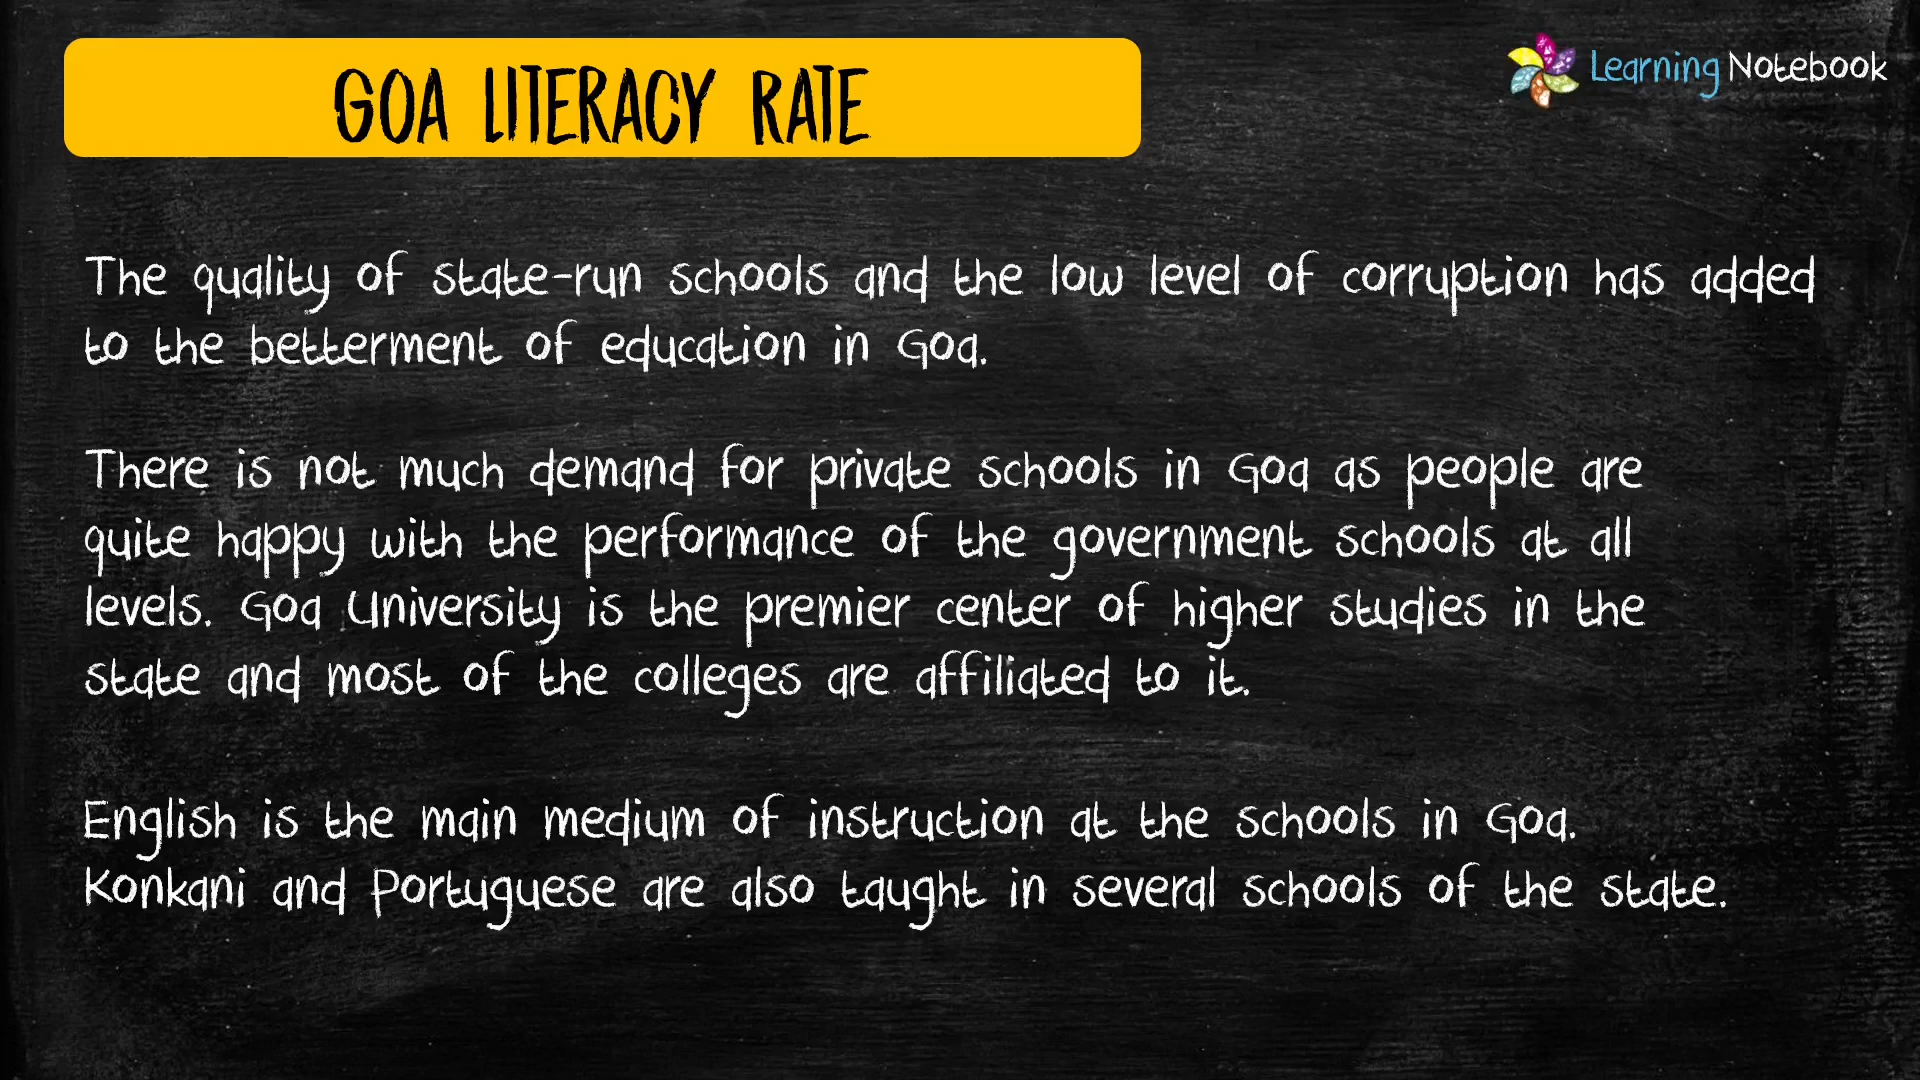 GOA LITERACY RATE
Learning Notebook
The quality of state-run schools and the low level of corruption has added
to the betterment of education in Goa.
There is not much demand for private schools in Goa as people are
quite happy with the performance of the government schools at all
levels. Goa University is the premier center of higher studies in the
state and most of the colleges are affiliated to it.
English is the main medium of instruction at the schools in Goa.
Konkani and Portuguese are also taught in several schools of the state.